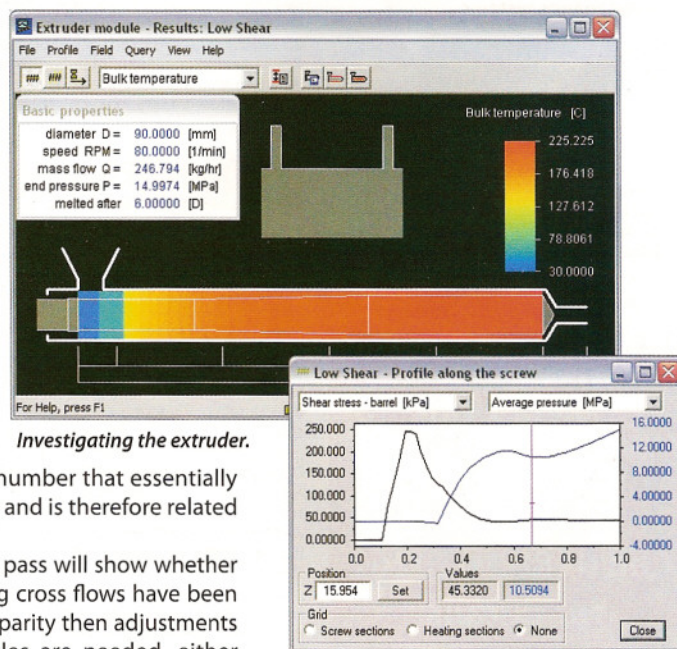 Extruder module - Results: Low Shear
File Profile Field Query View Help
Bulk temperature
Basic properties
diameter D = 90.0000 [mm]
speed RPM = 80.0000 [1/min]
mass flow Q = 246.794 [kg/hr]
end pressure P = 14.9974 [MPa]
melted after 6.00000 [D]
Bulk temperature [C]
225.225
176.418
127.612
78.8061
30.0000
For Help, press F1
Low Shear - Profile along the screw
Shear stress - barrel [kPa] Average pressure [MPa]
250.000
200.000
150.000
100.000
50.0000
0.00000
16.0000
12.0000
8.00000
4.00000
0.00000
-4.00000
0.0 0.2 0.4 0.6 0.8 1.0
Position
Z 15.954 Set
Values
45.3320 10.5094
Grid
Screw sections Heating sections None
Close
Investigating the extruder.
number that essentially
and is therefore related
pass will show whether
g cross flows have been
parity then adjustments
les are needed, either